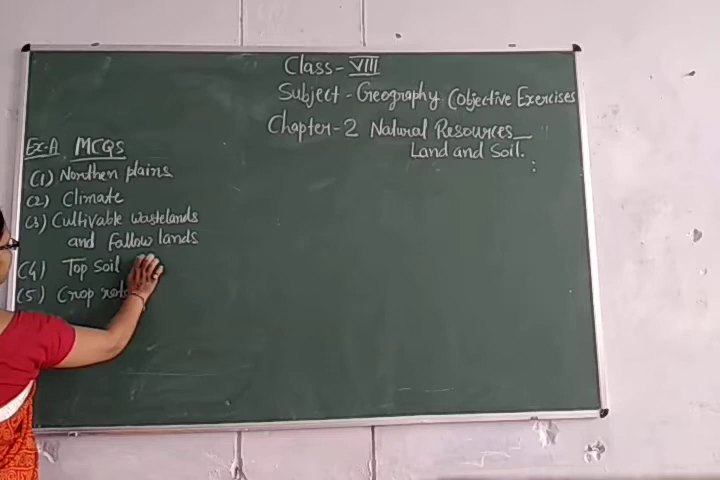 Class - VIII
Subject - Geography (Objective Exercises
Chapter-2 Natural Resources_
Land and Soil.
Ex-A MCQS
(1) Northen plains
(2) Climate
(3) Cultivable wastelands
and fallow lands
(4) Top Soil
(5) Crop